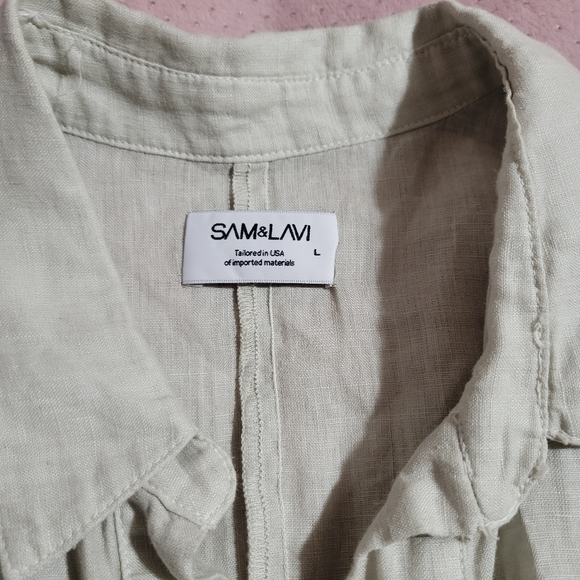 SAM&LAVI
Tailored in USA
of imported materials
L